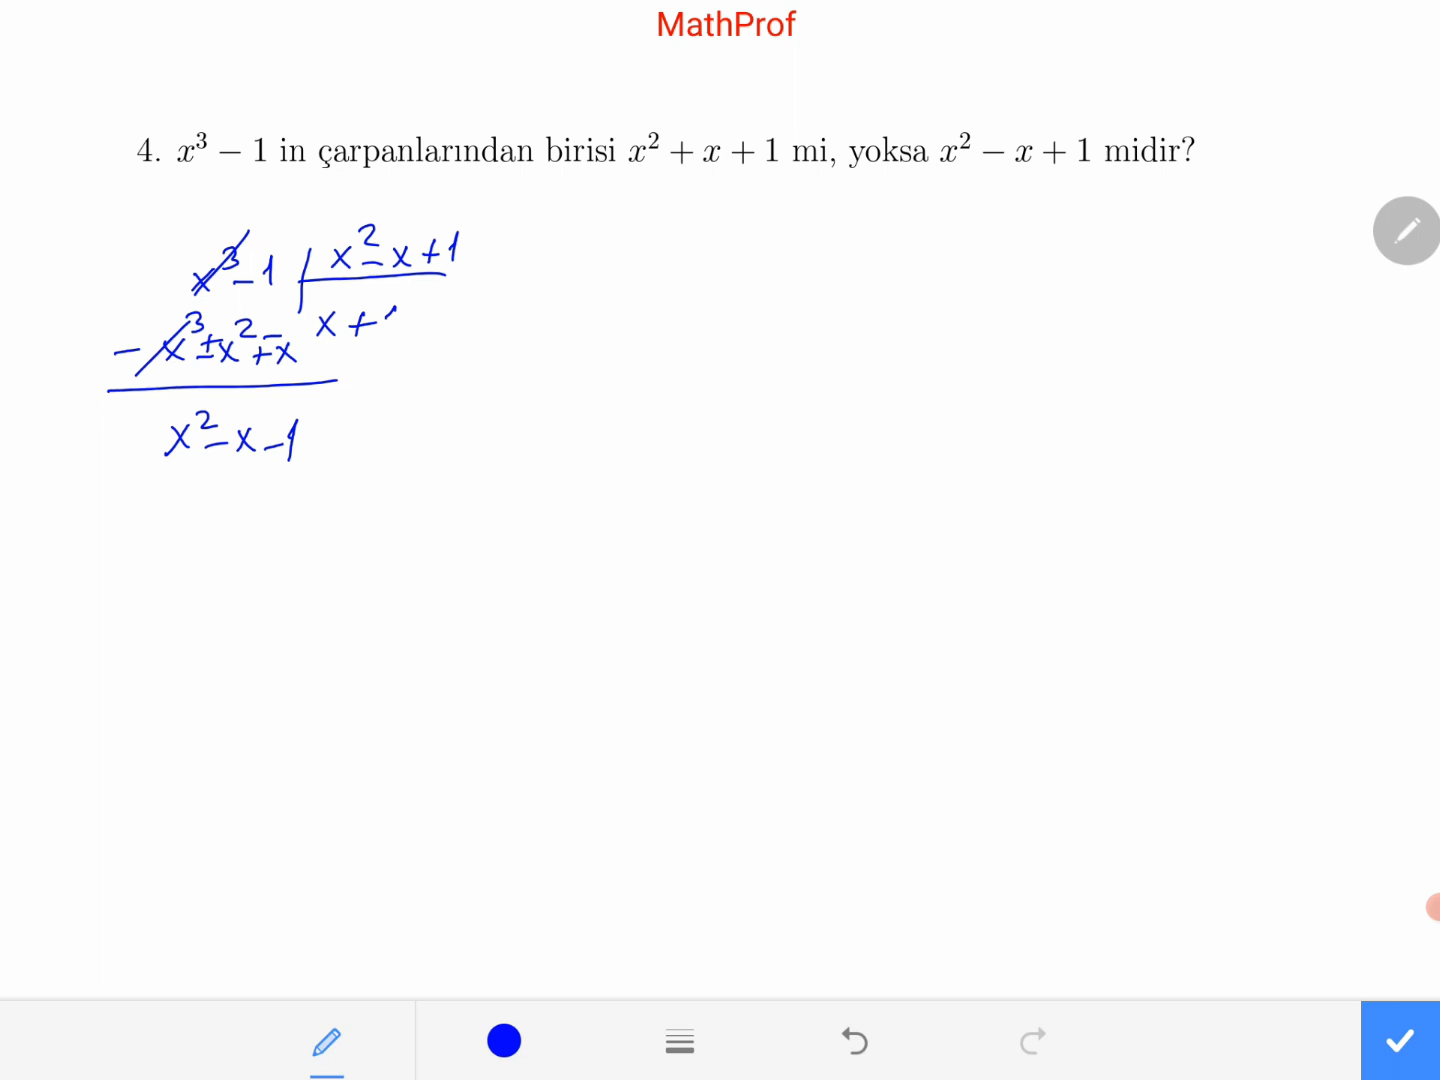 MathProf
4. x³ − 1 in çarpanlarından birisi x² + x + 1 mi, yoksa x² − x + 1 midir?
x³ − 1 | x² − x + 1
− x³ ± x² ∓ x x +
x² − x − 1